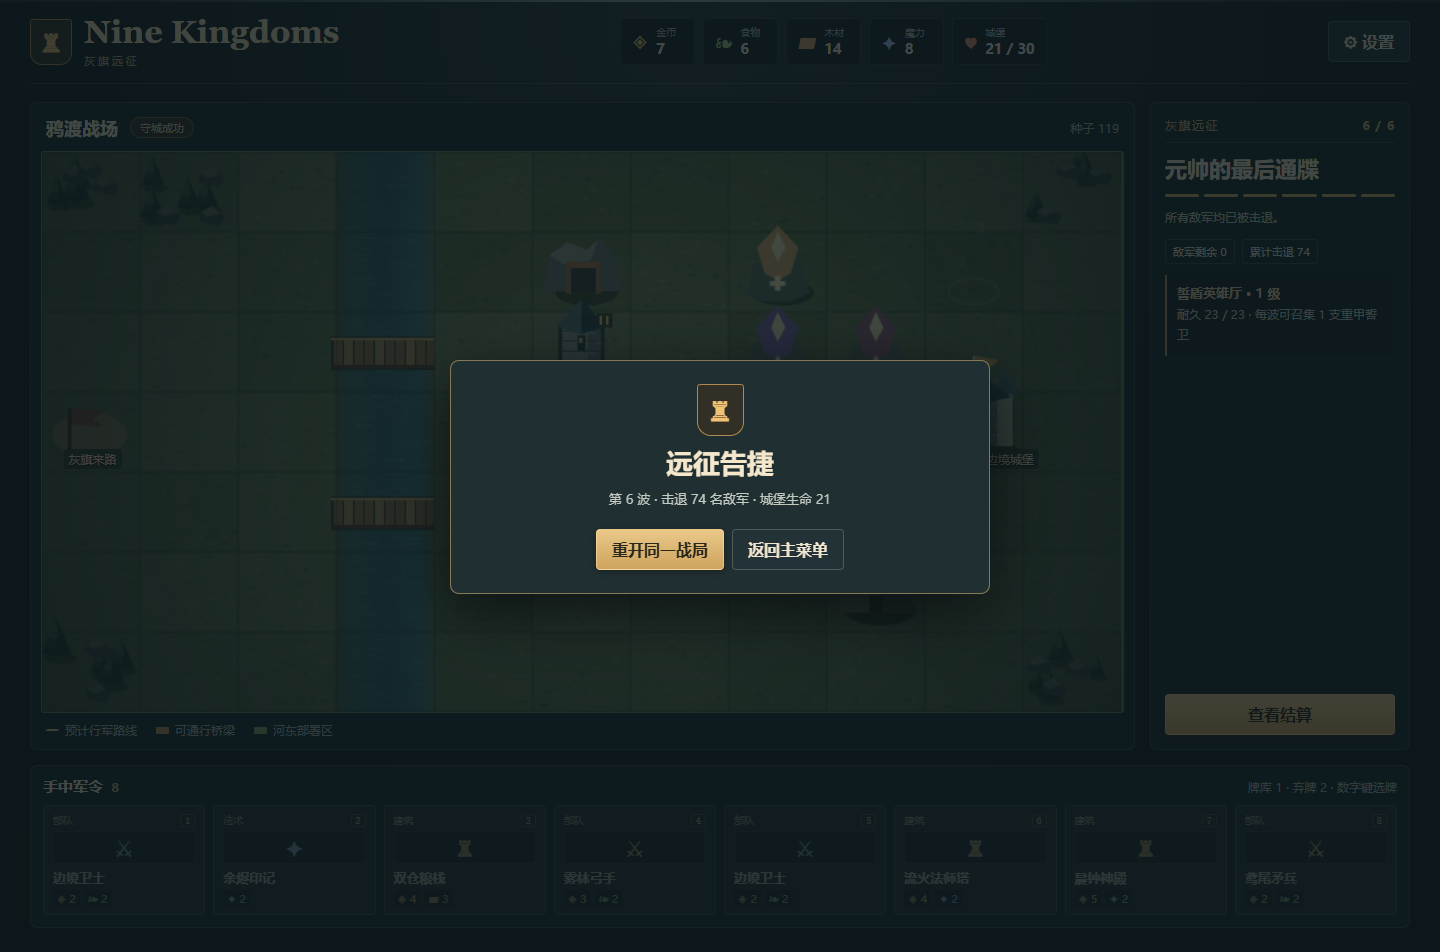 Nine Kingdoms
灰旗远征
金币
7
食物
6
木材
14
魔力
8
城堡
21 / 30
设置
鸦渡战场
守城成功
种子 119
灰旗来路
边境城堡
预计行军路线
可通行桥梁
河东部署区
灰旗远征
6 / 6
元帅的最后通牒
所有敌军均已被击退。
敌军剩余 0
累计击退 74
誓盾英雄厅 • 1 级
耐久 23 / 23 · 每波可召集 1 支重甲誓
卫
查看结算
远征告捷
第 6 波 · 击退 74 名敌军 · 城堡生命 21
重开同一战局
返回主菜单
手中军令 8
牌库 1 · 弃牌 2 · 数字键选牌
部队 1
边境卫士
2 2
法术 2
余烬印记
2
建筑 3
双仓粮栈
4 3
部队 4
雾林弓手
3 2
部队 5
边境卫士
2 2
建筑 6
流火法师塔
4 2
建筑 7
晨钟神殿
5 2
部队 8
鸢尾矛兵
2 2